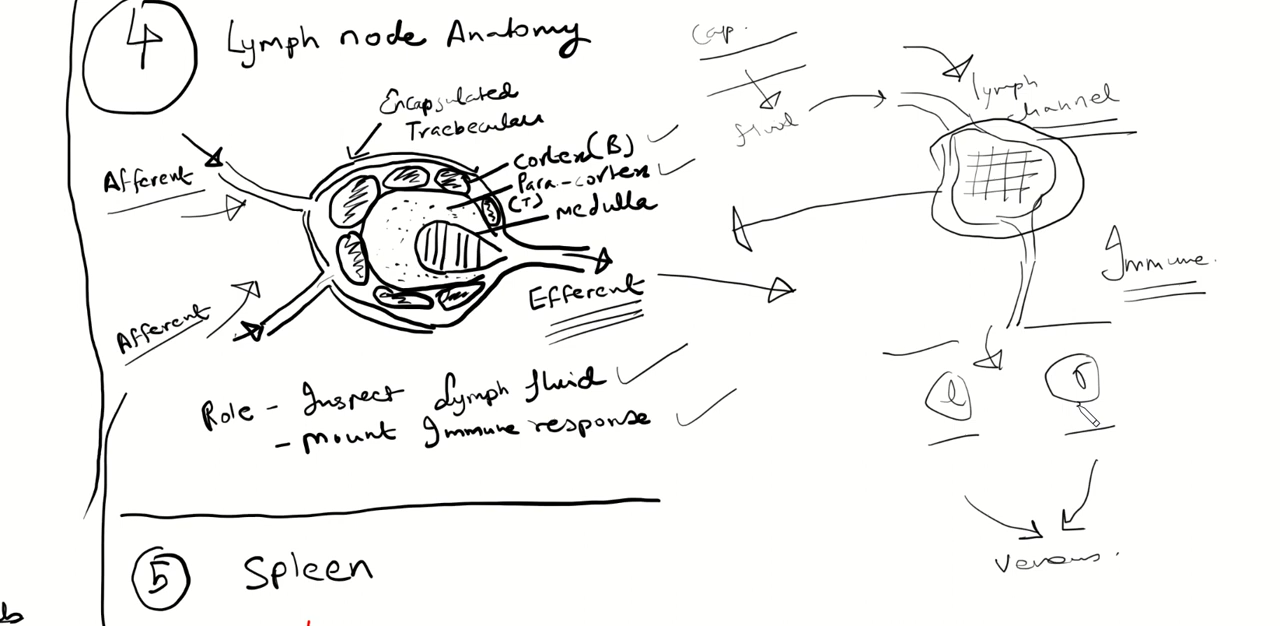 4 Lymph node Anatomy
Encapsulated
Traebeculars
Afferent
Cortex (B)
Para-cortex
(T)
Medulla
Efferent
Afferent
Role - Inspect Lymph fluid
- Mount Immune response
5 Spleen
Cap.
fluid
lymph
channel
Immune.
Venous.